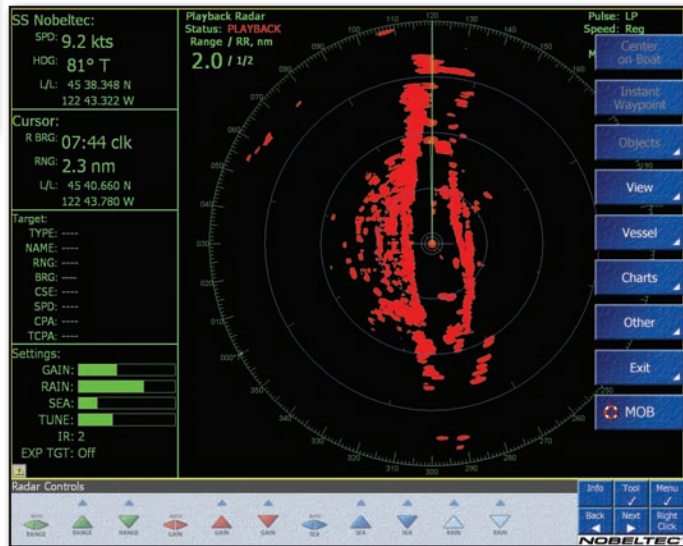 SS Nobeltec:
SPD: 9.2 kts
HDG: 81° T
L/L: 45 38.348 N
122 43.322 W
Cursor:
R BRG: 07:44 clk
RNG: 2.3 nm
L/L: 45 40.660 N
122 43.780 W
Target:
TYPE: ----
NAME: ----
RNG: ----
BRG: ----
CSE: ----
SPD: ----
CPA: ----
TCPA: ----
Settings:
GAIN:
RAIN:
SEA:
TUNE:
IR: 2
EXP TGT: Off
Playback Radar
Status: PLAYBACK
Range / RR, nm
2.0 / 1/2
Pulse: LP
Speed: Reg
M
Center on Boat
Instant Waypoint
Objects
View
Vessel
Charts
Other
Exit
MOB
Radar Controls
AUTO RANGE
RANGE
RANGE
AUTO GAIN
GAIN
GAIN
AUTO SEA
SEA
SEA
RAIN
RAIN
Info
Tool
Menu
Back
Next
Right Click
NOBELTEC